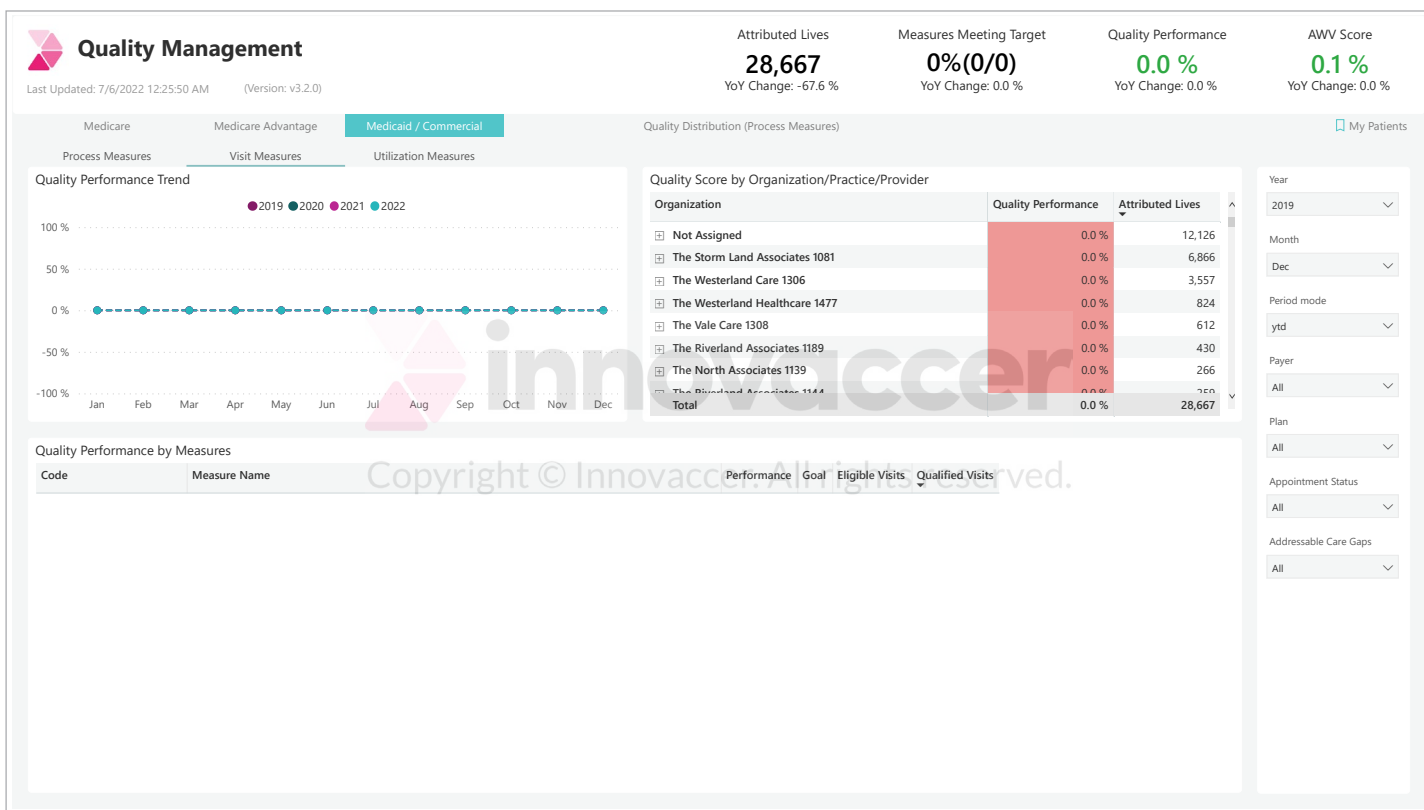 Quality Management
Last Updated: 7/6/2022 12:25:50 AM (Version: v3.2.0)
Attributed Lives
28,667
YoY Change: -67.6 %
Measures Meeting Target
0%(0/0)
YoY Change: 0.0 %
Quality Performance
0.0 %
YoY Change: 0.0 %
AWV Score
0.1 %
YoY Change: 0.0 %
Medicare Medicare Advantage Medicaid / Commercial Quality Distribution (Process Measures) My Patients
Process Measures Visit Measures Utilization Measures
Quality Performance Trend
2019 2020 2021 2022
100 %
50 %
0 %
-50 %
-100 %
Jan Feb Mar Apr May Jun Jul Aug Sep Oct Nov Dec
Quality Score by Organization/Practice/Provider
Organization Quality Performance Attributed Lives
Not Assigned 0.0 % 12,126
The Storm Land Associates 1081 0.0 % 6,866
The Westerland Care 1306 0.0 % 3,557
The Westerland Healthcare 1477 0.0 % 824
The Vale Care 1308 0.0 % 612
The Riverland Associates 1189 0.0 % 430
The North Associates 1139 0.0 % 266
The Riverland Associates 1144 0.0 % 259
Total 0.0 % 28,667
Year
2019
Month
Dec
Period mode
ytd
Payer
All
Plan
All
Appointment Status
All
Addressable Care Gaps
All
Quality Performance by Measures
Code Measure Name Performance Goal Eligible Visits Qualified Visits
innovaccer
Copyright © Innovaccer. All rights reserved.